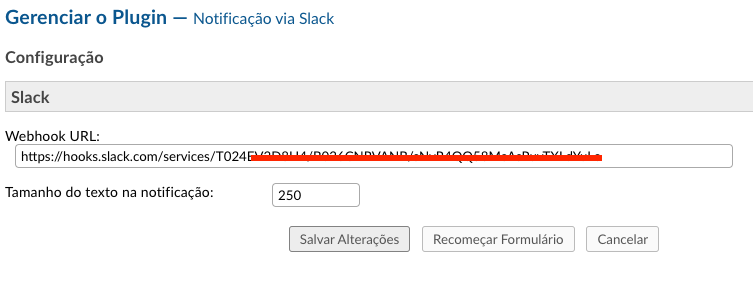 Gerenciar o Plugin — Notificação via Slack
Configuração
Slack
Webhook URL:
https://hooks.slack.com/services/T024
Tamanho do texto na notificação:
250
Salvar Alterações
Recomeçar Formulário
Cancelar